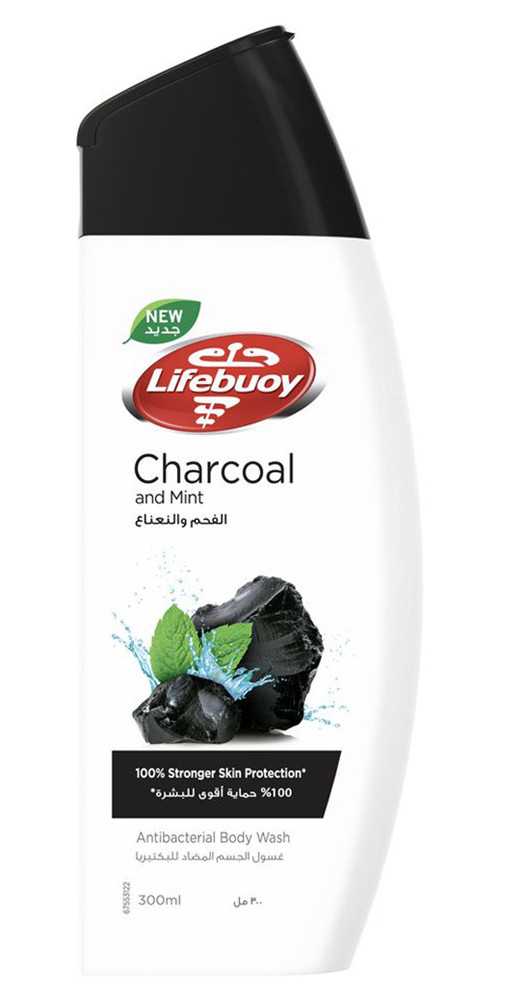 NEW
جديد
Lifebuoy
Charcoal
and Mint
الفحم والنعناع
100% Stronger Skin Protection*
%100 حماية أقوى للبشرة*
Antibacterial Body Wash
غسول الجسم المضاد للبكتيريا
300ml
٣٠٠ مل
67553122